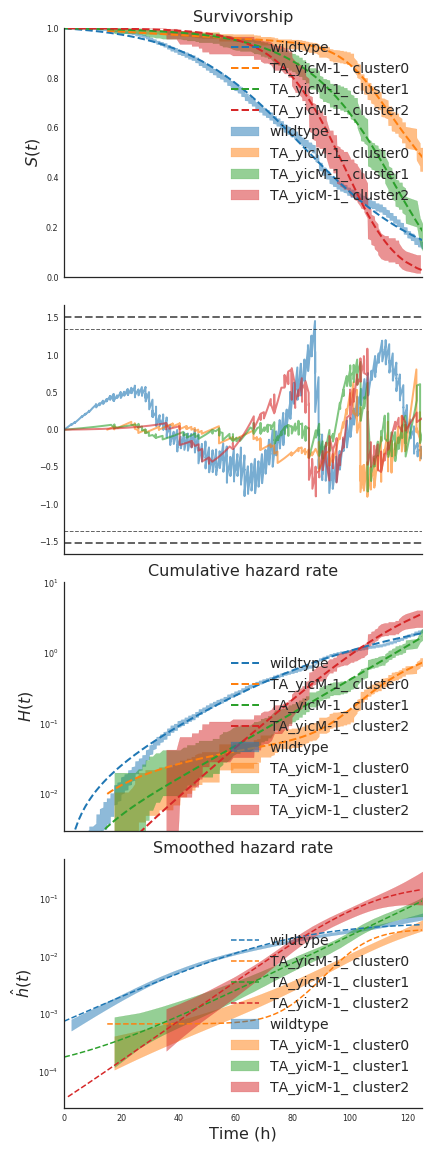 Survivorship
1.0
0.8
0.6
0.4
0.2
0.0
S(t)
wildtype
TA_yicM-1_ cluster0
TA_yicM-1_ cluster1
TA_yicM-1_ cluster2
wildtype
TA_yicM-1_ cluster0
TA_yicM-1_ cluster1
TA_yicM-1_ cluster2
1.5
1.0
0.5
0.0
−0.5
−1.0
−1.5
Cumulative hazard rate
10¹
10⁰
10⁻¹
10⁻²
H(t)
wildtype
TA_yicM-1_ cluster0
TA_yicM-1_ cluster1
TA_yicM-1_ cluster2
wildtype
TA_yicM-1_ cluster0
TA_yicM-1_ cluster1
TA_yicM-1_ cluster2
Smoothed hazard rate
10⁻¹
10⁻²
10⁻³
10⁻⁴
ĥ(t)
wildtype
TA_yicM-1_ cluster0
TA_yicM-1_ cluster1
TA_yicM-1_ cluster2
wildtype
TA_yicM-1_ cluster0
TA_yicM-1_ cluster1
TA_yicM-1_ cluster2
0 20 40 60 80 100 120
Time (h)